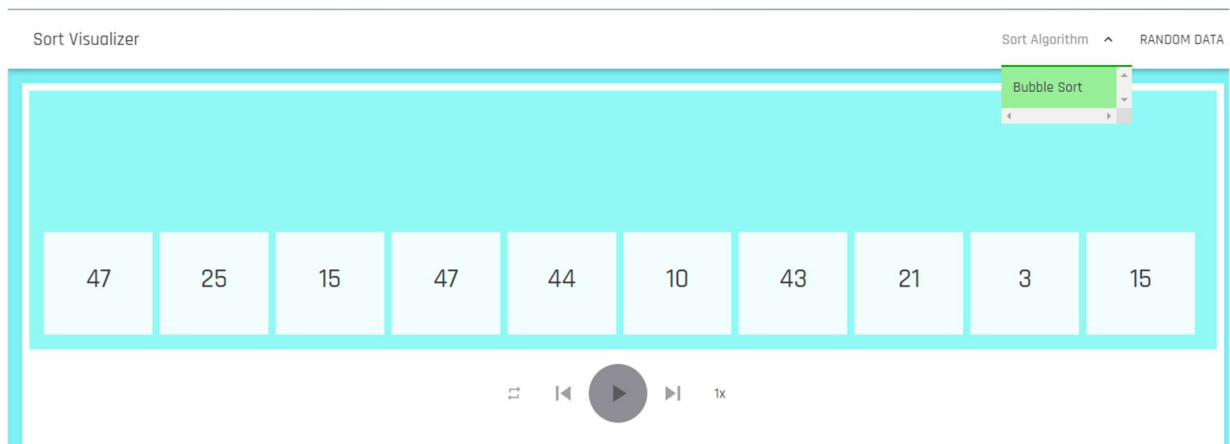 Sort Visualizer Sort Algorithm RANDOM DATA
Bubble Sort
47 25 15 47 44 10 43 21 3 15
1x